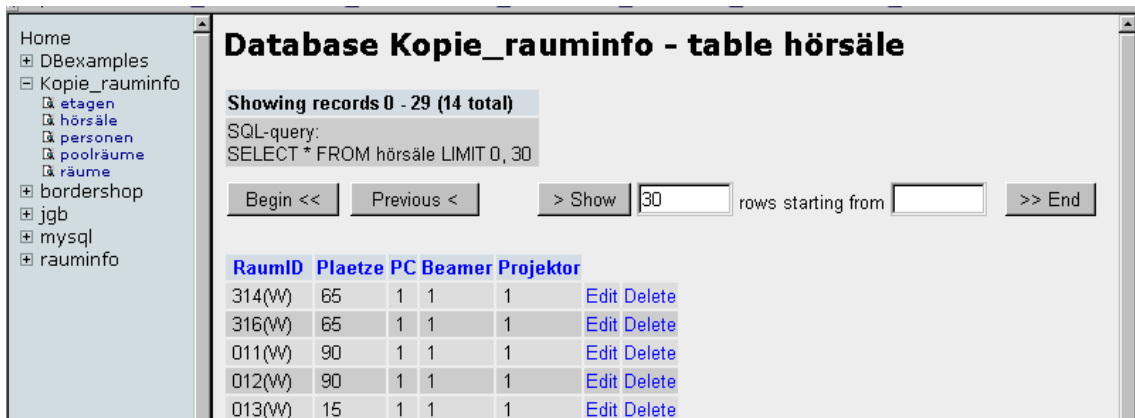 Home
DBexamples
Kopie_rauminfo
etagen
hörsäle
personen
poolräume
räume
bordershop
jgb
mysql
rauminfo
Database Kopie_rauminfo - table hörsäle
Showing records 0 - 29 (14 total)
SQL-query:
SELECT * FROM hörsäle LIMIT 0, 30
Begin << Previous < > Show 30 rows starting from >> End
RaumID Plaetze PC Beamer Projektor
314(W) 65 1 1 1 Edit Delete
316(W) 65 1 1 1 Edit Delete
011(W) 90 1 1 1 Edit Delete
012(W) 90 1 1 1 Edit Delete
013(W) 15 1 1 1 Edit Delete